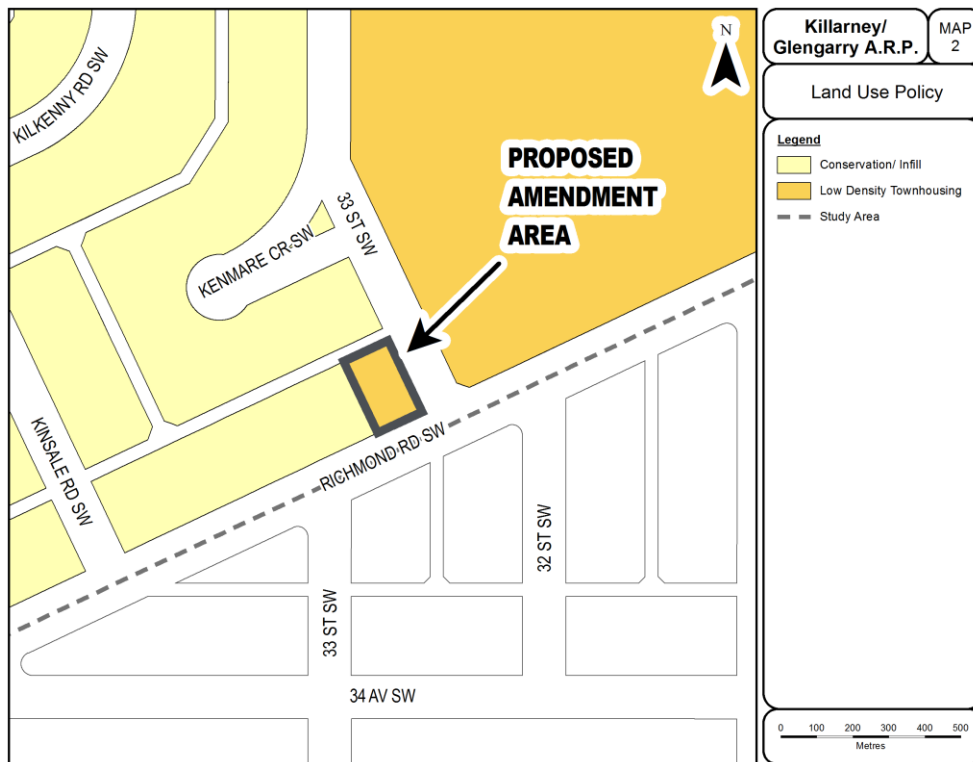 Killarney/
Glengarry A.R.P.
MAP
2
Land Use Policy
Legend
Conservation/ Infill
Low Density Townhousing
Study Area
0 100 200 300 400 500
Metres
N
KILKENNY RD SW
PROPOSED
AMENDMENT
AREA
33 ST SW
KENMARE CR SW
KINSALE RD SW
RICHMOND RD SW
32 ST SW
33 ST SW
34 AV SW